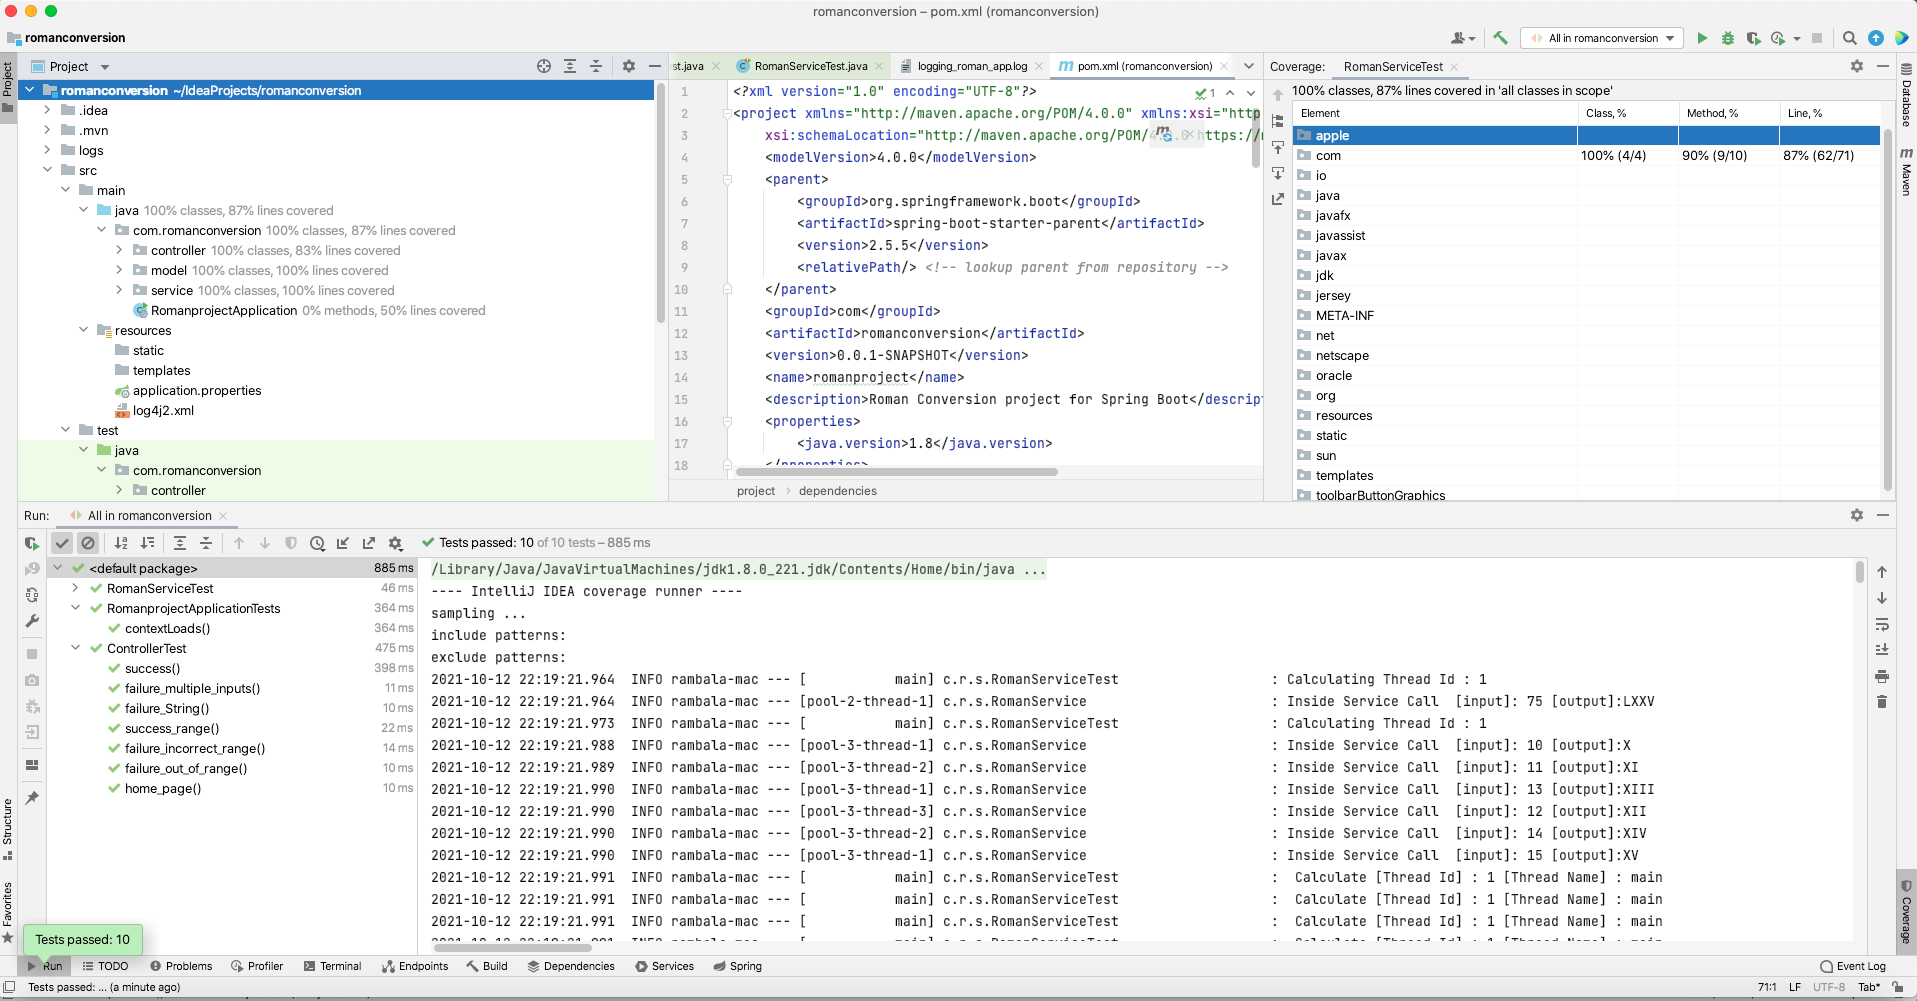 romanconversion – pom.xml (romanconversion)
romanconversion
All in romanconversion
Project
Project
romanconversion ~/IdeaProjects/romanconversion
.idea
.mvn
logs
src
main
java 100% classes, 87% lines covered
com.romanconversion 100% classes, 87% lines covered
controller 100% classes, 83% lines covered
model 100% classes, 100% lines covered
service 100% classes, 100% lines covered
RomanprojectApplication 0% methods, 50% lines covered
resources
static
templates
application.properties
log4j2.xml
test
java
com.romanconversion
controller
st.java
RomanServiceTest.java
logging_roman_app.log
pom.xml (romanconversion)
1 <?xml version="1.0" encoding="UTF-8"?>
1
2 <project xmlns="http://maven.apache.org/POM/4.0.0" xmlns:xsi="http
3 xsi:schemaLocation="http://maven.apache.org/POM/4.0.0 https://m
4 <modelVersion>4.0.0</modelVersion>
5 <parent>
6 <groupId>org.springframework.boot</groupId>
7 <artifactId>spring-boot-starter-parent</artifactId>
8 <version>2.5.5</version>
9 <relativePath/> <!-- lookup parent from repository -->
10 </parent>
11 <groupId>com</groupId>
12 <artifactId>romanconversion</artifactId>
13 <version>0.0.1-SNAPSHOT</version>
14 <name>romanproject</name>
15 <description>Roman Conversion project for Spring Boot</descript
16 <properties>
17 <java.version>1.8</java.version>
18 </properties>
project › dependencies
Coverage: RomanServiceTest
100% classes, 87% lines covered in 'all classes in scope'
Element Class, % Method, % Line, %
apple
com 100% (4/4) 90% (9/10) 87% (62/71)
io
java
javafx
javassist
javax
jdk
jersey
META-INF
net
netscape
oracle
org
resources
static
sun
templates
toolbarButtonGraphics
Database
Maven
Run: All in romanconversion
Tests passed: 10 of 10 tests – 885 ms
<default package> 885 ms
RomanServiceTest 46 ms
RomanprojectApplicationTests 364 ms
contextLoads() 364 ms
ControllerTest 475 ms
success() 398 ms
failure_multiple_inputs() 11 ms
failure_String() 10 ms
success_range() 22 ms
failure_incorrect_range() 14 ms
failure_out_of_range() 10 ms
home_page() 10 ms
/Library/Java/JavaVirtualMachines/jdk1.8.0_221.jdk/Contents/Home/bin/java ...
---- IntelliJ IDEA coverage runner ----
sampling ...
include patterns:
exclude patterns:
2021-10-12 22:19:21.964 INFO rambala-mac --- [ main] c.r.s.RomanServiceTest : Calculating Thread Id : 1
2021-10-12 22:19:21.964 INFO rambala-mac --- [pool-2-thread-1] c.r.s.RomanService : Inside Service Call [input]: 75 [output]:LXXV
2021-10-12 22:19:21.973 INFO rambala-mac --- [ main] c.r.s.RomanServiceTest : Calculating Thread Id : 1
2021-10-12 22:19:21.988 INFO rambala-mac --- [pool-3-thread-1] c.r.s.RomanService : Inside Service Call [input]: 10 [output]:X
2021-10-12 22:19:21.989 INFO rambala-mac --- [pool-3-thread-2] c.r.s.RomanService : Inside Service Call [input]: 11 [output]:XI
2021-10-12 22:19:21.990 INFO rambala-mac --- [pool-3-thread-1] c.r.s.RomanService : Inside Service Call [input]: 13 [output]:XIII
2021-10-12 22:19:21.990 INFO rambala-mac --- [pool-3-thread-3] c.r.s.RomanService : Inside Service Call [input]: 12 [output]:XII
2021-10-12 22:19:21.990 INFO rambala-mac --- [pool-3-thread-2] c.r.s.RomanService : Inside Service Call [input]: 14 [output]:XIV
2021-10-12 22:19:21.990 INFO rambala-mac --- [pool-3-thread-1] c.r.s.RomanService : Inside Service Call [input]: 15 [output]:XV
2021-10-12 22:19:21.991 INFO rambala-mac --- [ main] c.r.s.RomanServiceTest : Calculate [Thread Id] : 1 [Thread Name] : main
2021-10-12 22:19:21.991 INFO rambala-mac --- [ main] c.r.s.RomanServiceTest : Calculate [Thread Id] : 1 [Thread Name] : main
2021-10-12 22:19:21.991 INFO rambala-mac --- [ main] c.r.s.RomanServiceTest : Calculate [Thread Id] : 1 [Thread Name] : main
Structure
Favorites
Coverage
Tests passed: 10
Run
TODO
Problems
Profiler
Terminal
Endpoints
Build
Dependencies
Services
Spring
Event Log
Tests passed: ... (a minute ago)
71:1 LF UTF-8 Tab*